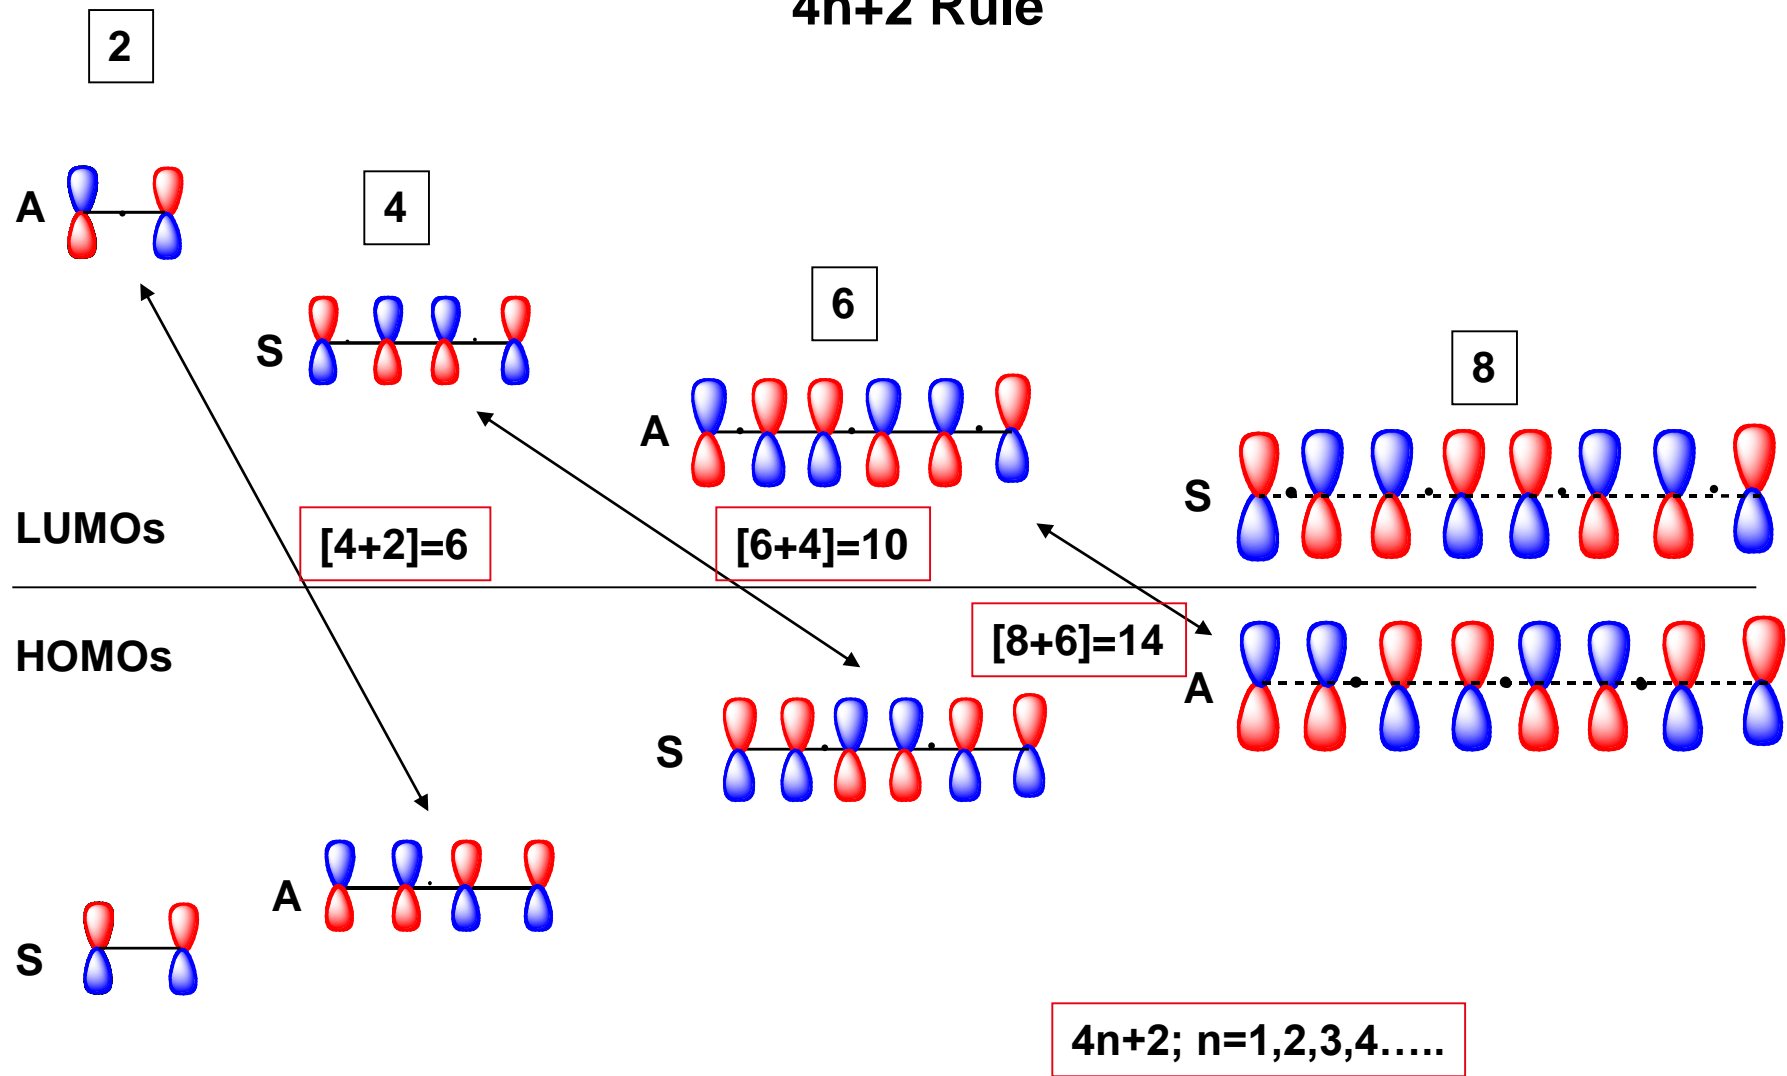 4n+2 Rule
2
A
4
S
6
A
8
S
LUMOs
[4+2]=6
[6+4]=10
HOMOs
[8+6]=14
A
S
A
S
4n+2; n=1,2,3,4.....